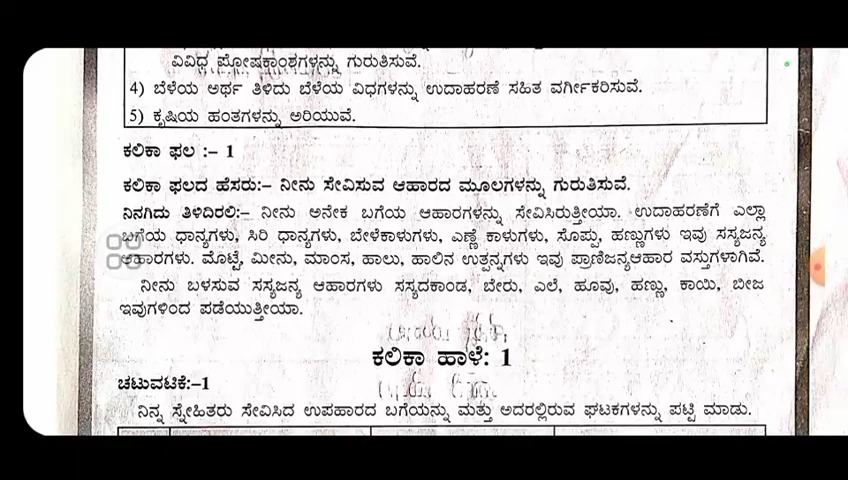 ವಿವಿಧ ಪೋಷಕಾಂಶಗಳನ್ನು ಗುರುತಿಸುವೆ.
4) ಬೆಳೆಯ ಅರ್ಥ ತಿಳಿದು ಬೆಳೆಯ ವಿಧಗಳನ್ನು ಉದಾಹರಣೆ ಸಹಿತ ವರ್ಗೀಕರಿಸುವೆ.
5) ಕೃಷಿಯ ಹಂತಗಳನ್ನು ಅರಿಯುವೆ.
ಕಲಿಕಾ ಫಲ :– 1
ಕಲಿಕಾ ಫಲದ ಹೆಸರು:– ನೀನು ಸೇವಿಸುವ ಆಹಾರದ ಮೂಲಗಳನ್ನು ಗುರುತಿಸುವೆ.
ನಿನಗಿದು ತಿಳಿದಿರಲಿ:– ನೀನು ಅನೇಕ ಬಗೆಯ ಆಹಾರಗಳನ್ನು ಸೇವಿಸಿರುತ್ತೀಯಾ. ಉದಾಹರಣೆಗೆ ಎಲ್ಲಾ
ಬಗೆಯ ಧಾನ್ಯಗಳು, ಸಿರಿ ಧಾನ್ಯಗಳು, ಬೇಳೆಕಾಳುಗಳು, ಎಣ್ಣೆ ಕಾಳುಗಳು, ಸೊಪ್ಪು, ಹಣ್ಣುಗಳು ಇವು ಸಸ್ಯಜನ್ಯ
ಆಹಾರಗಳು. ಮೊಟ್ಟೆ, ಮೀನು, ಮಾಂಸ, ಹಾಲು, ಹಾಲಿನ ಉತ್ಪನ್ನಗಳು ಇವು ಪ್ರಾಣಿಜನ್ಯಆಹಾರ ವಸ್ತುಗಳಾಗಿವೆ.
ನೀನು ಬಳಸುವ ಸಸ್ಯಜನ್ಯ ಆಹಾರಗಳು ಸಸ್ಯದಕಾಂಡ, ಬೇರು, ಎಲೆ, ಹೂವು, ಹಣ್ಣು, ಕಾಯಿ, ಬೀಜ
ಇವುಗಳಿಂದ ಪಡೆಯುತ್ತೀಯಾ.
ಕಲಿಕಾ ಹಾಳೆ: 1
ಚಟುವಟಿಕೆ:–1
ನಿನ್ನ ಸ್ನೇಹಿತರು ಸೇವಿಸಿದ ಉಪಹಾರದ ಬಗೆಯನ್ನು ಮತ್ತು ಅದರಲ್ಲಿರುವ ಘಟಕಗಳನ್ನು ಪಟ್ಟಿ ಮಾಡು.